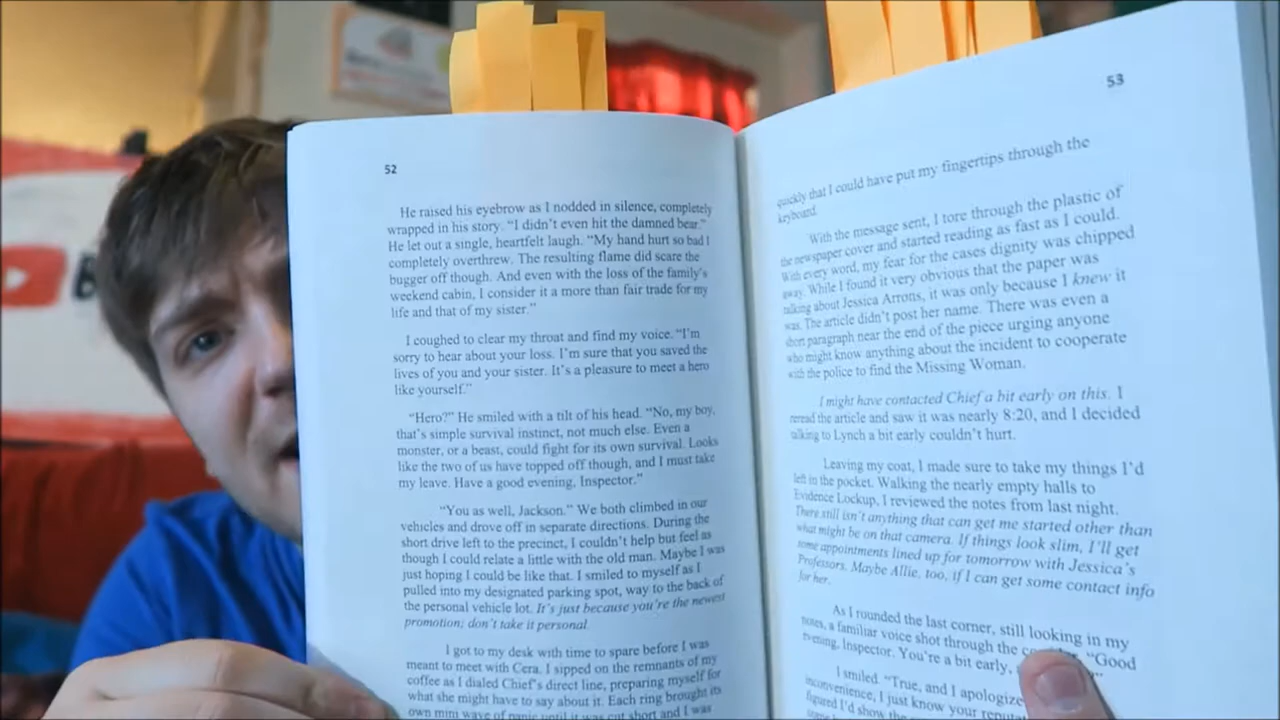 52
He raised his eyebrow as I nodded in silence, completely
wrapped in his story. “I didn’t even hit the damned bear.”
He let out a single, heartfelt laugh. “My hand hurt so bad I
completely overthrew. The resulting flame did scare the
bugger off though. And even with the loss of the family’s
weekend cabin, I consider it a more than fair trade for my
life and that of my sister.”
I coughed to clear my throat and find my voice. “I’m
sorry to hear about your loss. I’m sure that you saved the
lives of you and your sister. It’s a pleasure to meet a hero
like yourself.”
“Hero?” He smiled with a tilt of his head. “No, my boy,
that’s simple survival instinct, not much else. Even a
monster, or a beast, could fight for its own survival. Looks
like the two of us have topped off though, and I must take
my leave. Have a good evening, Inspector.”
“You as well, Jackson.” We both climbed in our
vehicles and drove off in separate directions. During the
short drive left to the precinct, I couldn’t help but feel as
though I could relate a little with the old man. Maybe I was
just hoping I could be like that. I smiled to myself as I
pulled into my designated parking spot, way to the back of
the personal vehicle lot. It’s just because you’re the newest
promotion; don’t take it personal.
I got to my desk with time to spare before I was
meant to meet with Cera. I sipped on the remnants of my
coffee as I dialed Chief’s direct line, preparing myself for
what she might have to say about it. Each ring brought its
own mini wave of panic until it was cut short and I was
53
quickly that I could have put my fingertips through the
keyboard.
With the message sent, I tore through the plastic of
the newspaper cover and started reading as fast as I could.
With every word, my fear for the cases dignity was chipped
away. While I found it very obvious that the paper was
talking about Jessica Arrons, it was only because I knew it
was. The article didn’t post her name. There was even a
short paragraph near the end of the piece urging anyone
who might know anything about the incident to cooperate
with the police to find the Missing Woman.
I might have contacted Chief a bit early on this. I
reread the article and saw it was nearly 8:20, and I decided
talking to Lynch a bit early couldn’t hurt.
Leaving my coat, I made sure to take my things I’d
left in the pocket. Walking the nearly empty halls to
Evidence Lockup, I reviewed the notes from last night.
There still isn’t anything that can get me started other than
what might be on that camera. If things look slim, I’ll get
some appointments lined up for tomorrow with Jessica’s
Professors. Maybe Allie, too, if I can get some contact info
for her.
As I rounded the last corner, still looking in my
notes, a familiar voice shot through the “Good
evening, Inspector. You’re a bit early,
I smiled. “True, and I apologize
inconvenience, I just know your
figured I’d show the